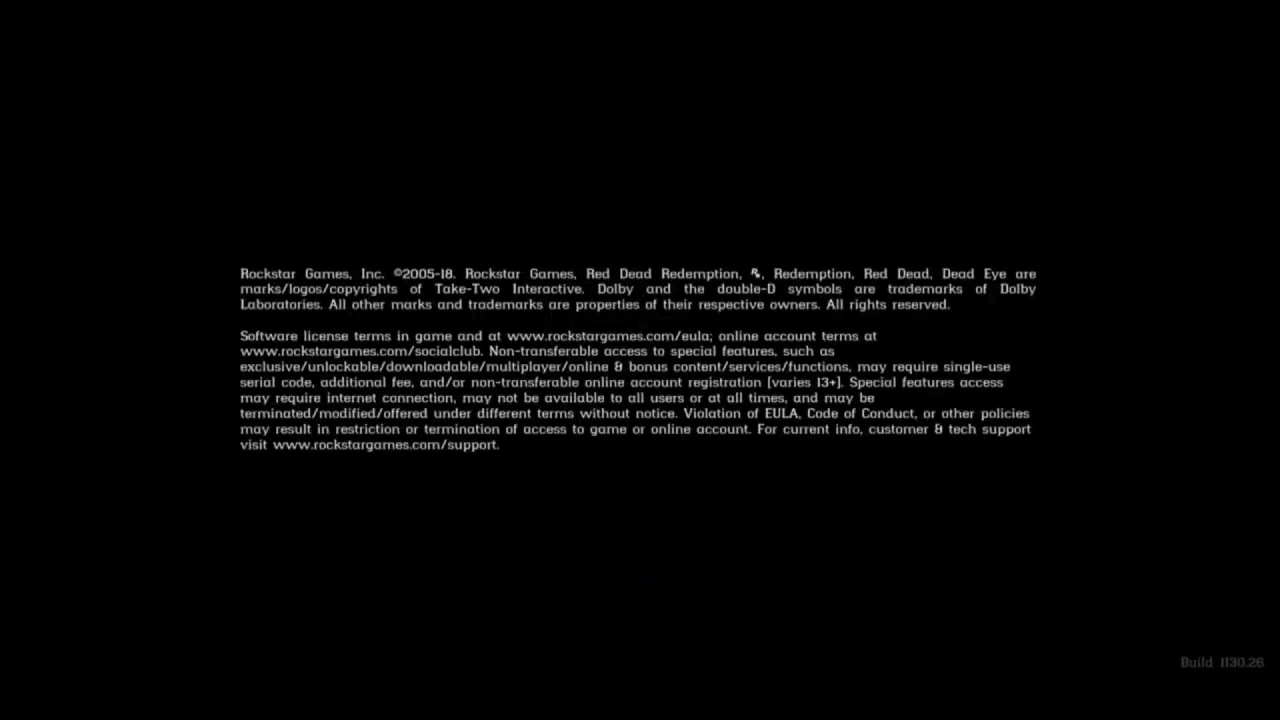 Rockstar Games, Inc. ©2005-18. Rockstar Games, Red Dead Redemption, R*, Redemption, Red Dead, Dead Eye are
marks/logos/copyrights of Take-Two Interactive. Dolby and the double-D symbols are trademarks of Dolby
Laboratories. All other marks and trademarks are properties of their respective owners. All rights reserved.
Software license terms in game and at www.rockstargames.com/eula; online account terms at
www.rockstargames.com/socialclub. Non-transferable access to special features, such as
exclusive/unlockable/downloadable/multiplayer/online & bonus content/services/functions, may require single-use
serial code, additional fee, and/or non-transferable online account registration (varies 13+). Special features access
may require internet connection, may not be available to all users or at all times, and may be
terminated/modified/offered under different terms without notice. Violation of EULA, Code of Conduct, or other policies
may result in restriction or termination of access to game or online account. For current info, customer & tech support
visit www.rockstargames.com/support.
Build 1130.26